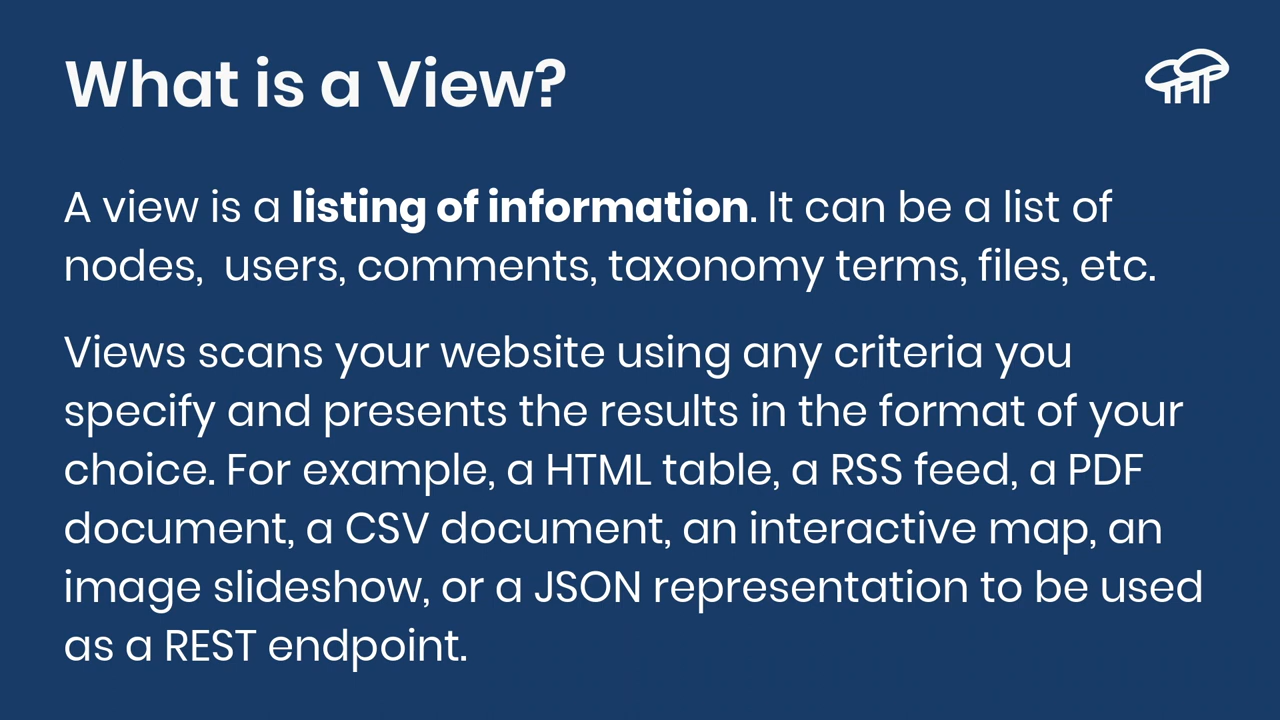 What is a View?
A view is a listing of information. It can be a list of
nodes,  users, comments, taxonomy terms, files, etc.
Views scans your website using any criteria you
specify and presents the results in the format of your
choice. For example, a HTML table, a RSS feed, a PDF
document, a CSV document, an interactive map, an
image slideshow, or a JSON representation to be used
as a REST endpoint.